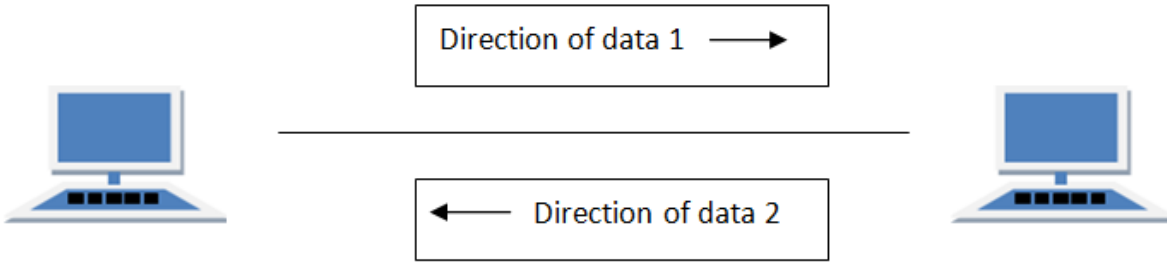 Direction of data 1
Direction of data 2